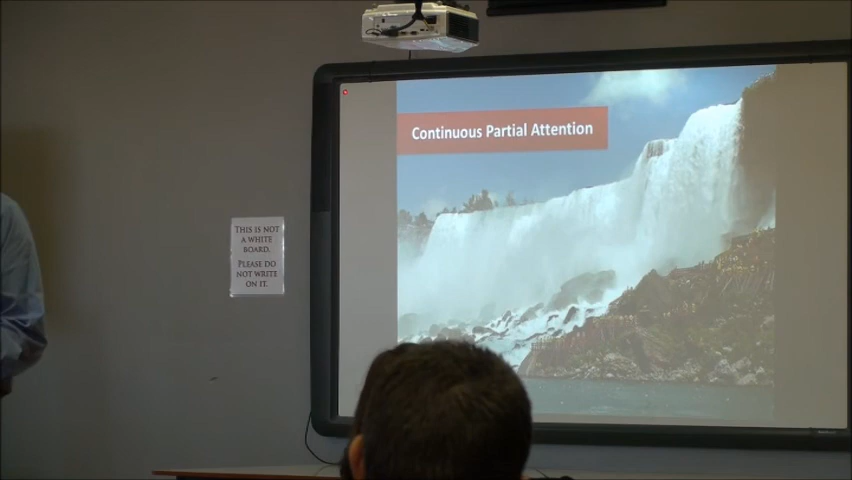 Continuous Partial Attention
THIS IS NOT
A WHITE
BOARD.
PLEASE DO
NOT WRITE
ON IT.